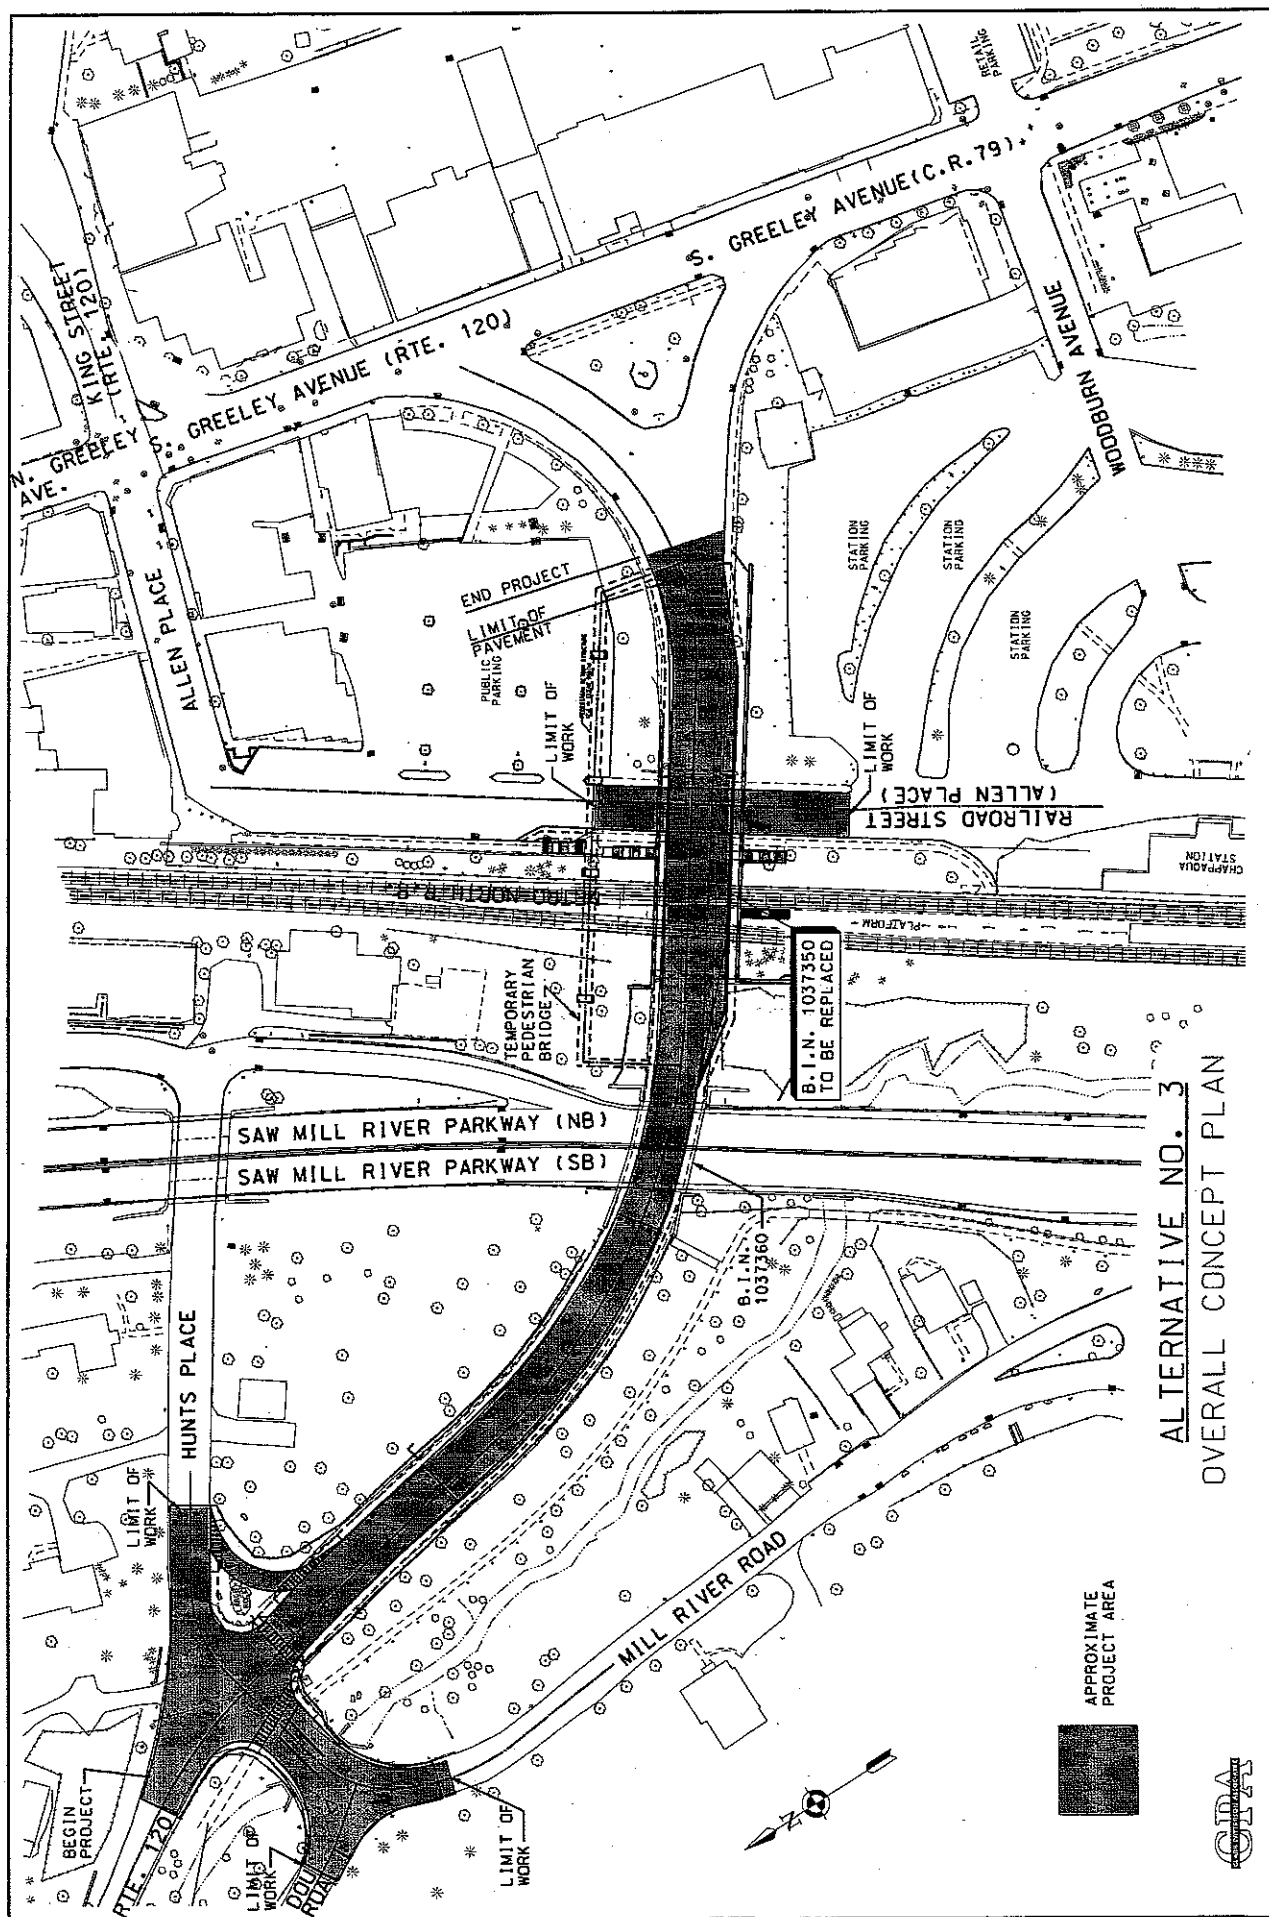 RETAIL
PARKING
KING STREET
(RTE. 120)
N. GREELEY
AVE.
S. GREELEY AVENUE (RTE. 120)
S. GREELEY AVENUE (C.R.79)
WOODBURN AVENUE
ALLEN PLACE
END PROJECT
LIMIT OF
PAVEMENT
PUBLIC
PARKING
LIMIT OF
WORK
STATION
PARKING
STATION
PARKING
STATION
PARKING
LIMIT OF
WORK
RAILROAD STREET
(ALLEN PLACE)
CHAPPAQUA
STATION
METRO-NORTH R.R.
PLATFORM
TEMPORARY
PEDESTRIAN
BRIDGE
B.I.N. 1037350
TO BE REPLACED
SAW MILL RIVER PARKWAY (NB)
SAW MILL RIVER PARKWAY (SB)
B.I.N.
1037360
HUNTS PLACE
LIMIT OF
WORK
MILL RIVER ROAD
BEGIN
PROJECT
RTE. 120
LIMIT OF
WORK
DOU
ROA
LIMIT OF
WORK
N
APPROXIMATE
PROJECT AREA
ALTERNATIVE NO. 3
OVERALL CONCEPT PLAN